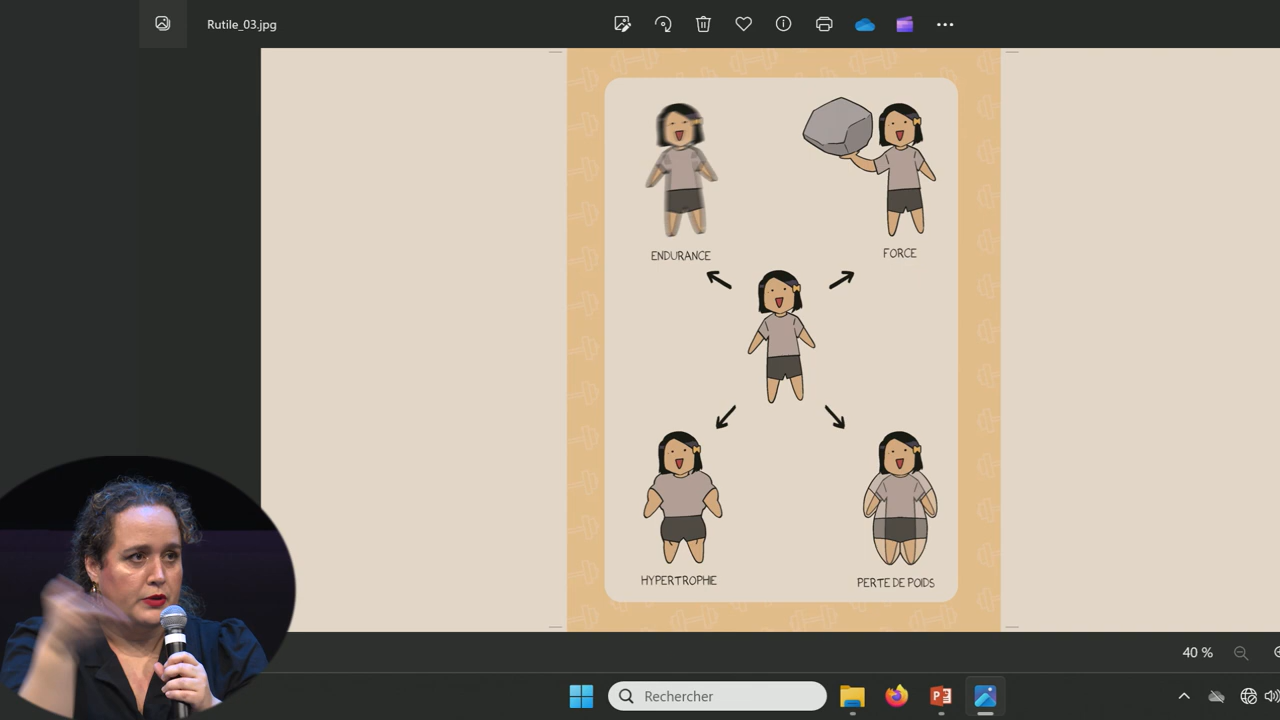 Rutile_03.jpg
ENDURANCE
FORCE
HYPERTROPHIE
PERTE DE POIDS
40 %
Rechercher